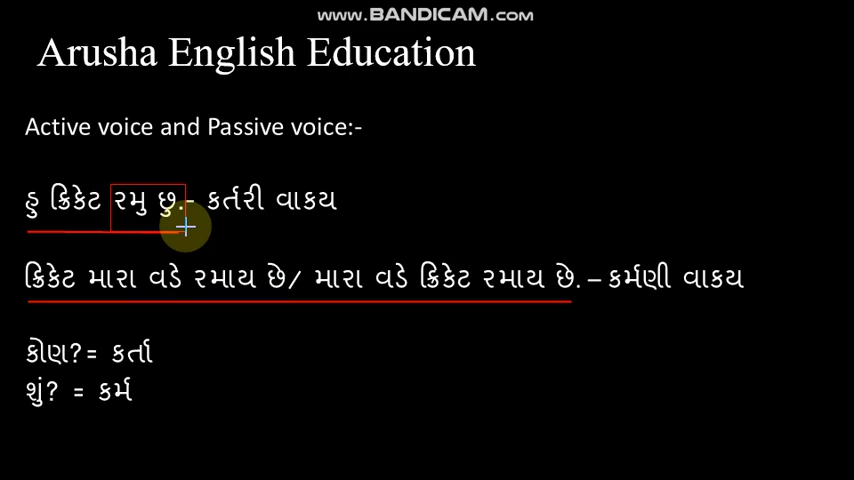 www.BANDICAM.com
Arusha English Education
Active voice and Passive voice:-
હુ ક્રિકેટ રમુ છુ.- કર્તરી વાકય
ક્રિકેટ મારા વડે રમાય છે/ મારા વડે ક્રિકેટ રમાય છે. – કર્મણી વાકય
કોણ?= કર્તા
શું? = કર્મ